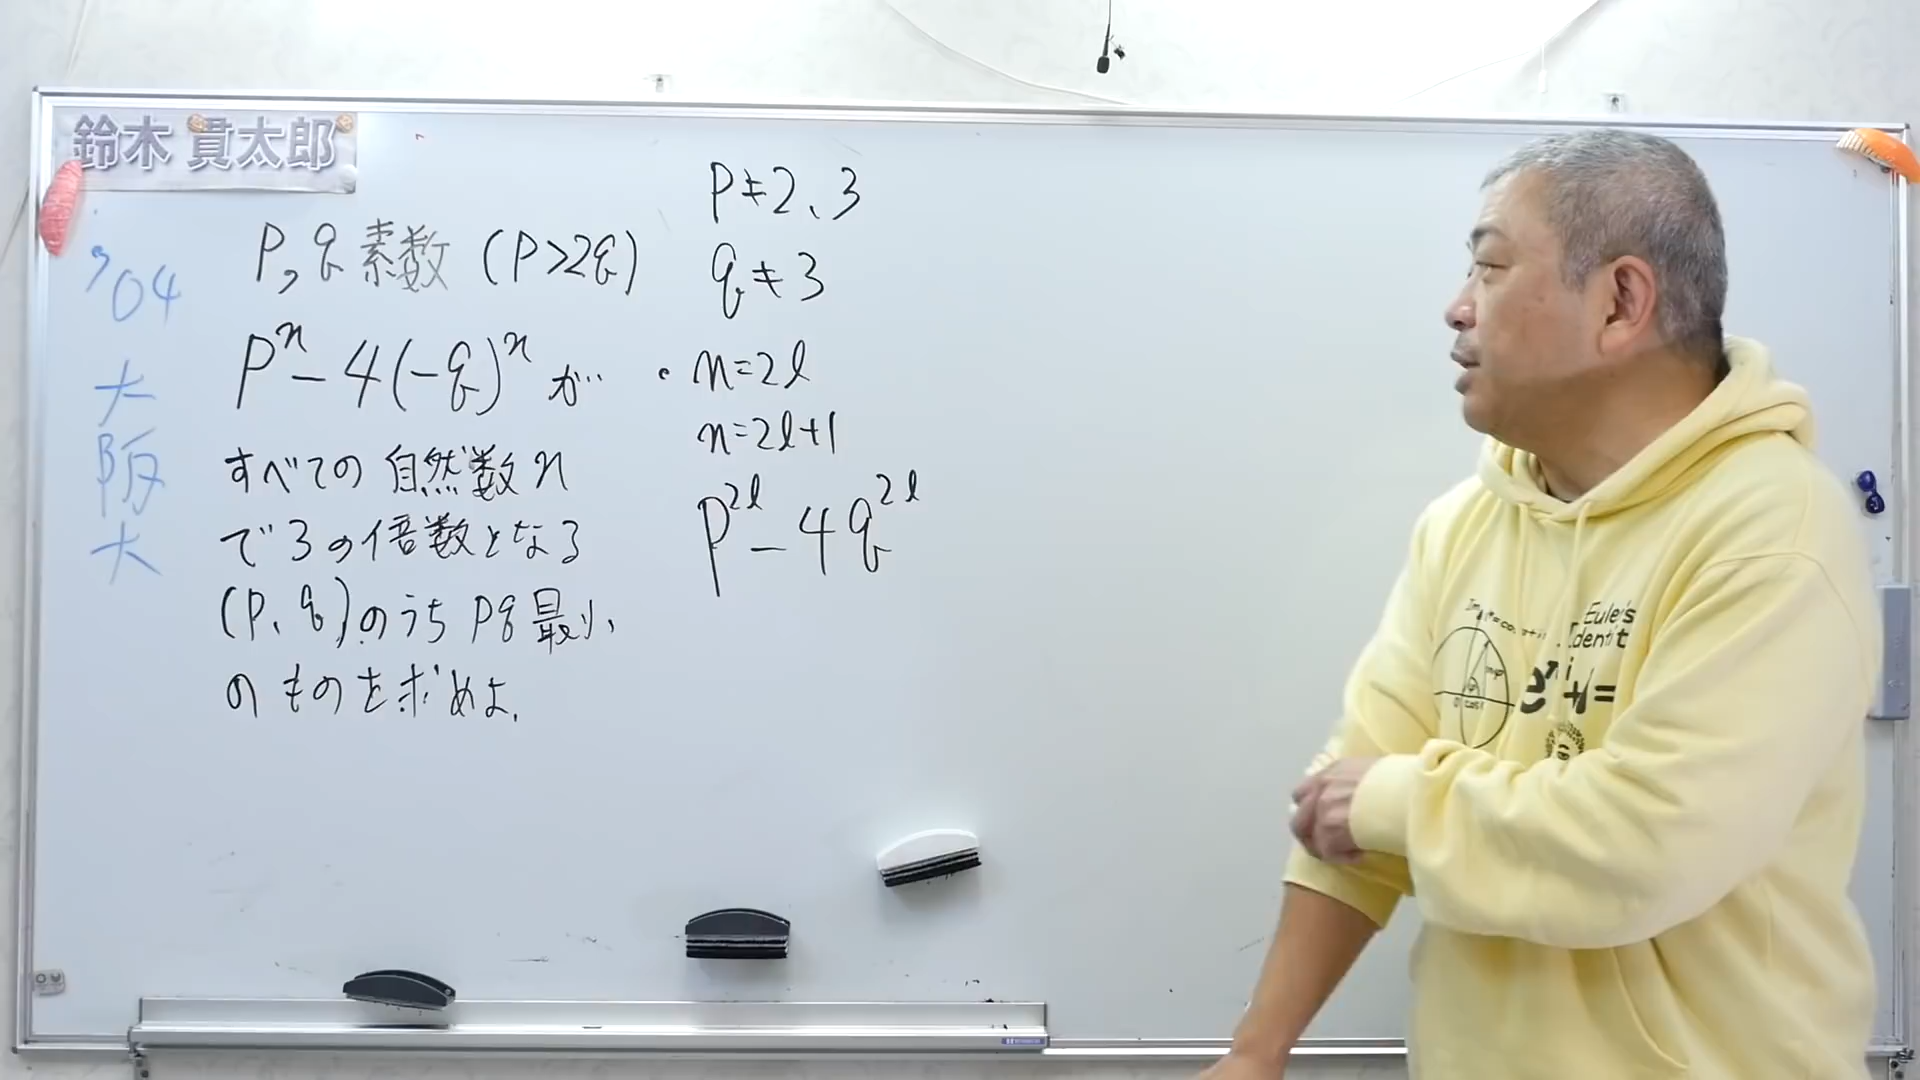 鈴木 貫太郎
'04 大阪大
p, q 素数 (p>2q)
pⁿ-4(-q)ⁿ が
すべての 自然数 n
で 3の倍数となる
(p, q)のうち pq 最小
のものを求めよ.
p≠2、3
q≠3
・n=2ℓ
n=2ℓ+1
p^{2ℓ}-4q^{2ℓ}
Euler's
Identit